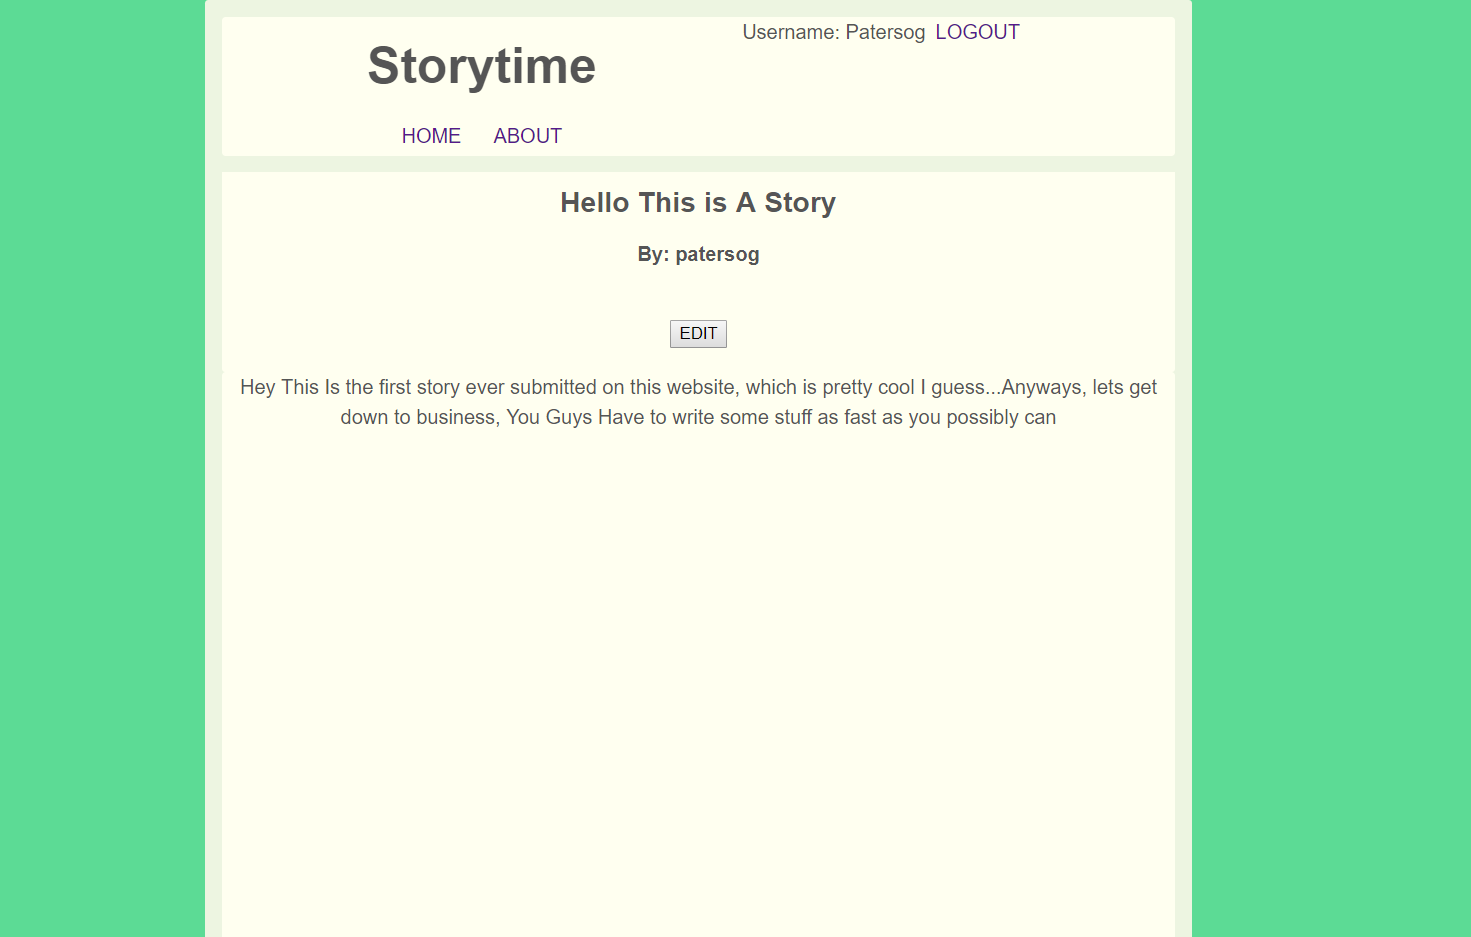 Username: Patersog LOGOUT
Storytime
HOME ABOUT
Hello This is A Story
By: patersog
EDIT
Hey This Is the first story ever submitted on this website, which is pretty cool I guess...Anyways, lets get
down to business, You Guys Have to write some stuff as fast as you possibly can